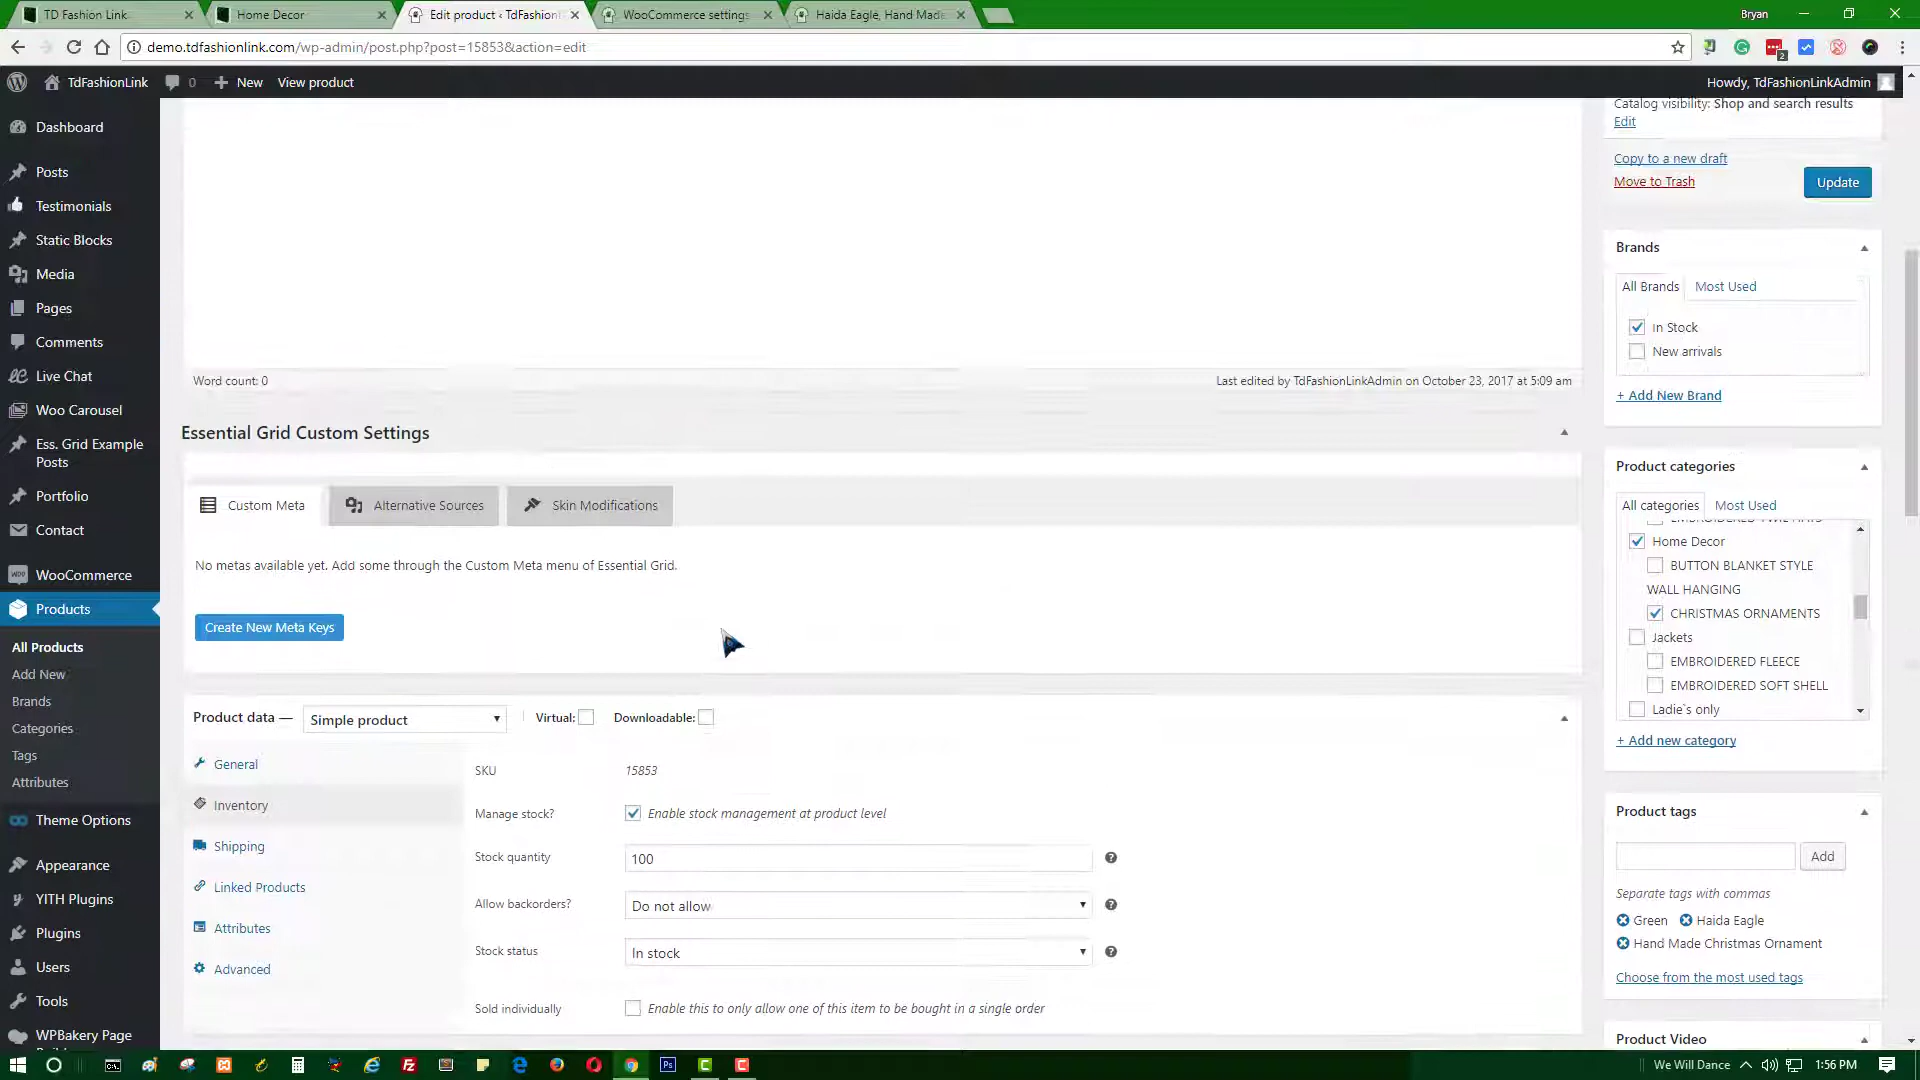 TD Fashion Link
Home Decor
Edit product ‹ TdFashionL
WooCommerce settings
Haida Eagle, Hand Made
Bryan
demo.tdfashionlink.com/wp-admin/post.php?post=15853&action=edit
2
TdFashionLink
0
New
View product
Howdy, TdFashionLinkAdmin
Dashboard
Posts
Testimonials
Static Blocks
Media
Pages
Comments
Live Chat
Woo Carousel
Ess. Grid Example
Posts
Portfolio
Contact
WooCommerce
Products
All Products
Add New
Brands
Categories
Tags
Attributes
Theme Options
Appearance
YITH Plugins
Plugins
Users
Tools
WPBakery Page
Word count: 0
Last edited by TdFashionLinkAdmin on October 23, 2017 at 5:09 am
Essential Grid Custom Settings
Custom Meta
Alternative Sources
Skin Modifications
No metas available yet. Add some through the Custom Meta menu of Essential Grid.
Create New Meta Keys
Product data —
Simple product
Virtual:
Downloadable:
General
Inventory
Shipping
Linked Products
Attributes
Advanced
SKU
15853
Manage stock?
Enable stock management at product level
Stock quantity
100
Allow backorders?
Do not allow
Stock status
In stock
Sold individually
Enable this to only allow one of this item to be bought in a single order
Catalog visibility: Shop and search results
Edit
Copy to a new draft
Move to Trash
Update
Brands
All Brands
Most Used
In Stock
New arrivals
+ Add New Brand
Product categories
All categories
Most Used
EMBROIDERED TWIL HATS
Home Decor
BUTTON BLANKET STYLE
WALL HANGING
CHRISTMAS ORNAMENTS
Jackets
EMBROIDERED FLEECE
EMBROIDERED SOFT SHELL
Ladie`s only
+ Add new category
Product tags
Add
Separate tags with commas
Green
Haida Eagle
Hand Made Christmas Ornament
Choose from the most used tags
Product Video
We Will Dance
1:56 PM